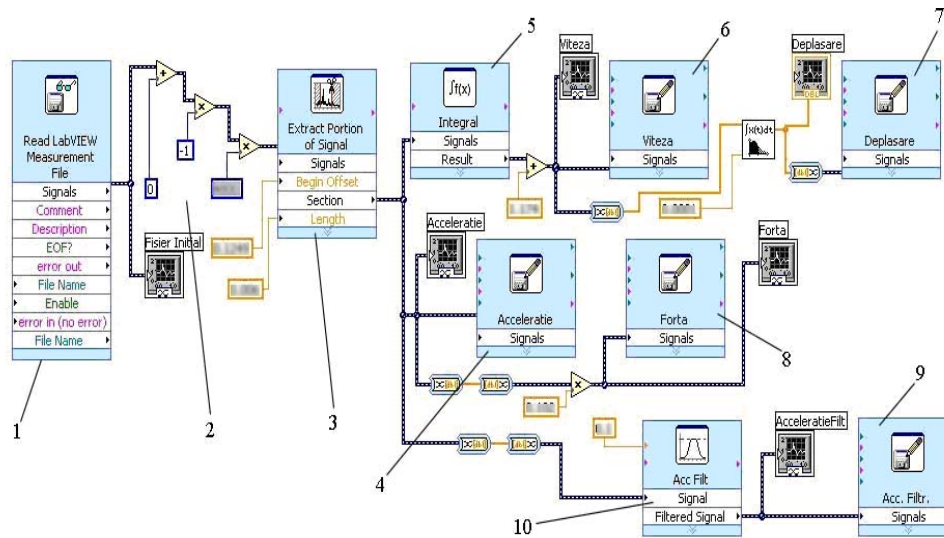 5
6
7
Viteza
Deplasare
DBL
Read LabVIEW
Measurement
File
Signals
Comment
Description
EOF?
error out
File Name
Enable
error in (no error)
File Name
1
-1
0
Fisier Initial
2
Extract Portion
of Signal
Signals
Begin Offset
Section
Length
3
∫f(x)
Integral
Signals
Result
Viteza
Signals
∫x(t)dt
Deplasare
Signals
Acceleratie
Acceleratie
Signals
4
Forta
Signals
Forta
8
9
Acc Filt
Signal
Filtered Signal
10
AcceleratieFilt
Acc. Filtr.
Signals